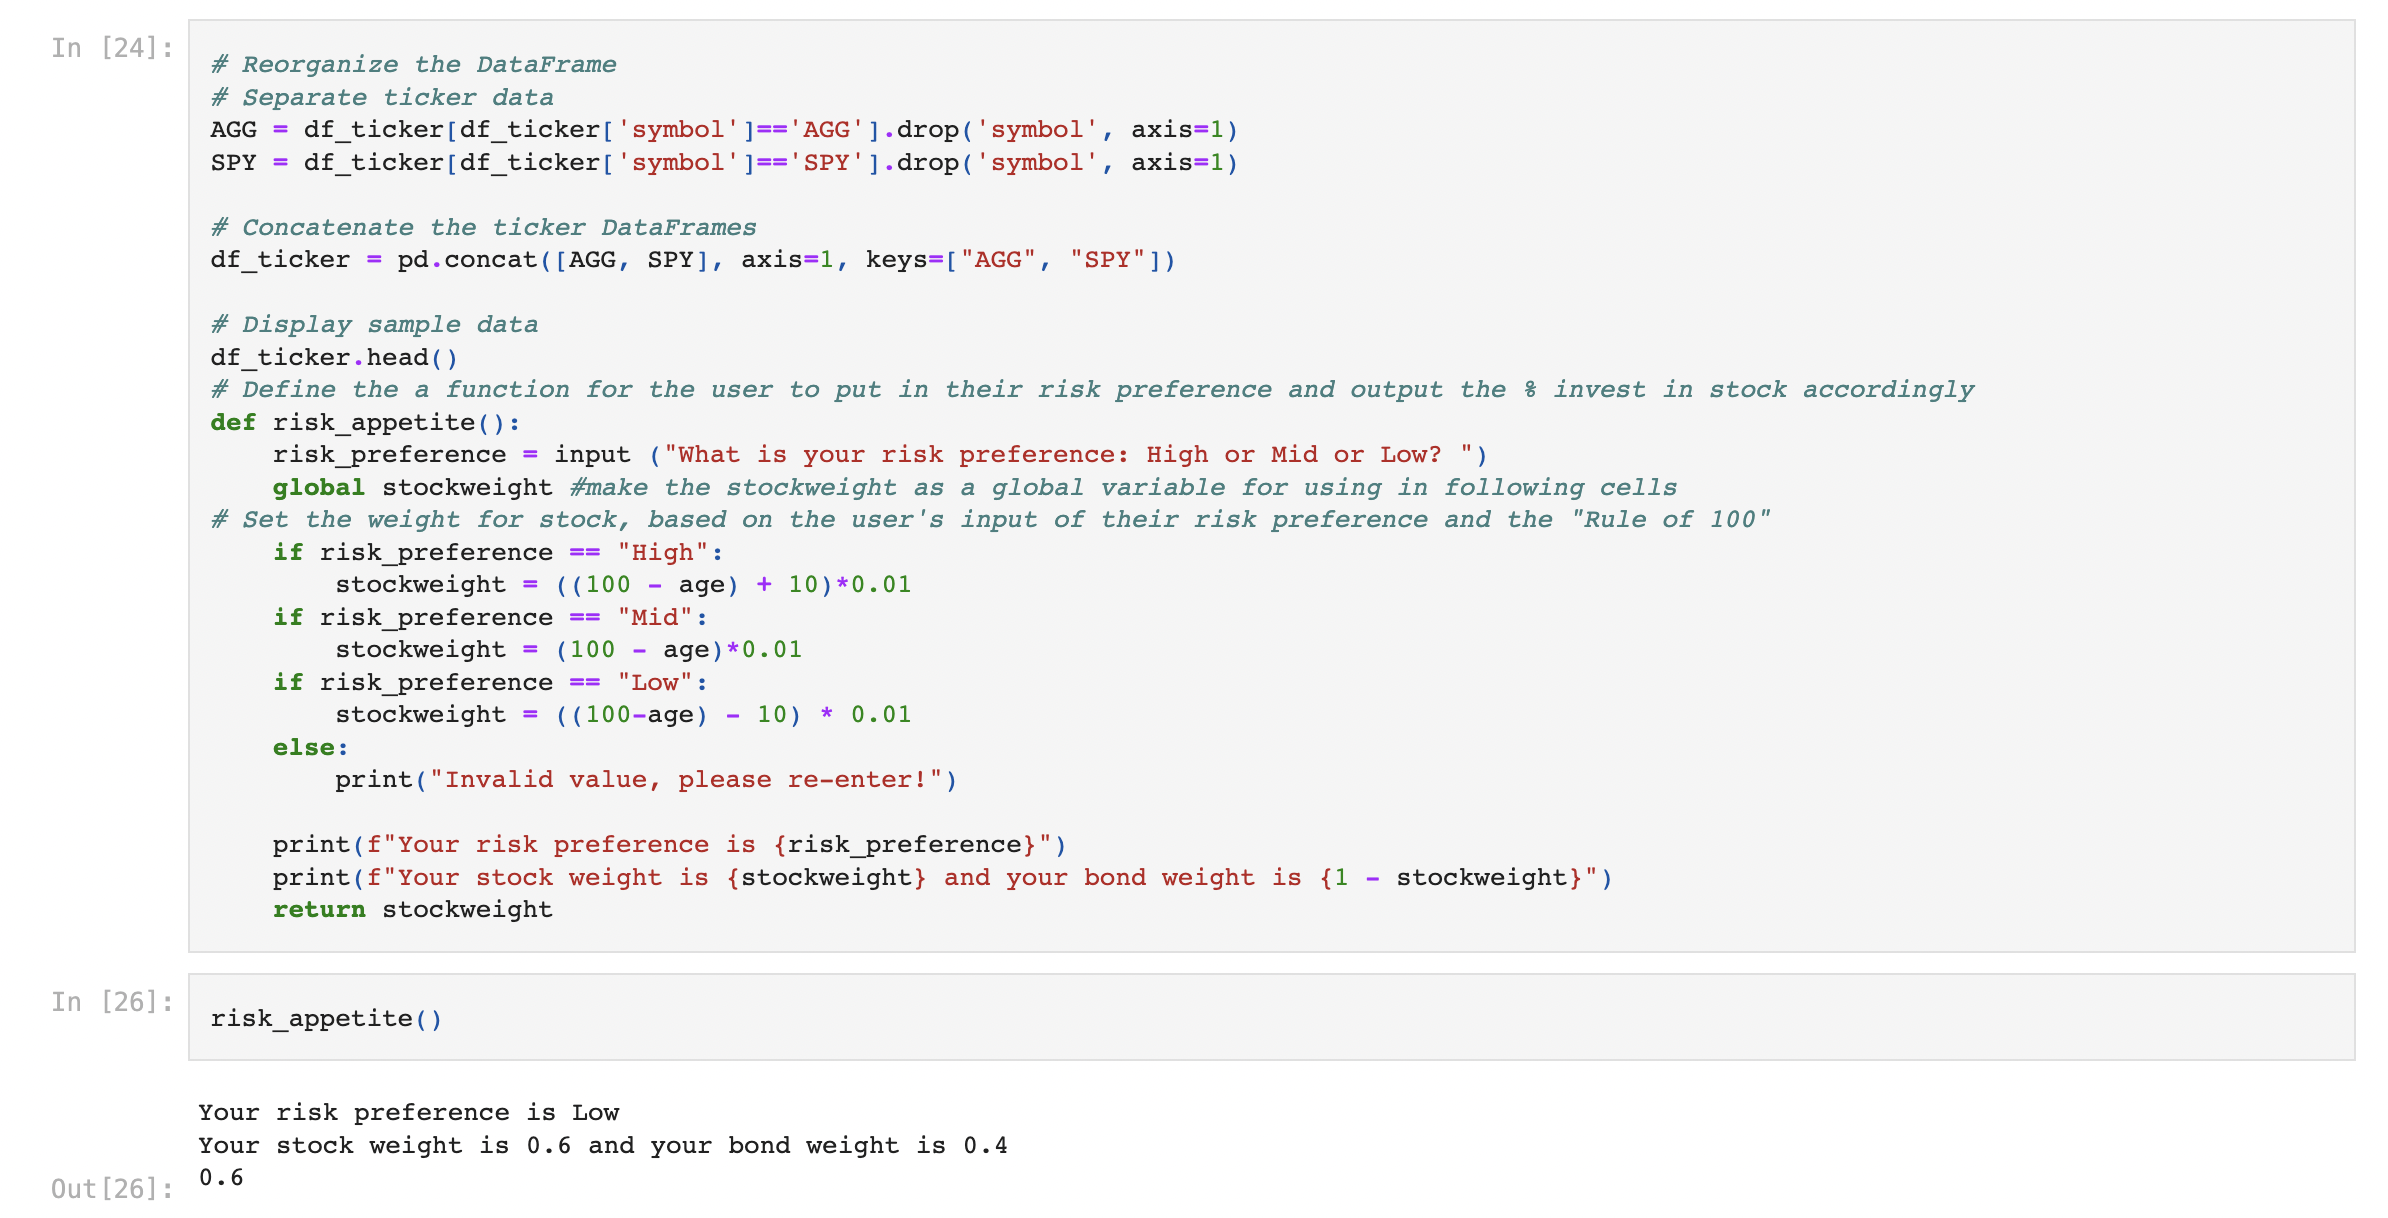 In [24]:
# Reorganize the DataFrame
# Separate ticker data
AGG = df_ticker[df_ticker['symbol']=='AGG'].drop('symbol', axis=1)
SPY = df_ticker[df_ticker['symbol']=='SPY'].drop('symbol', axis=1)
# Concatenate the ticker DataFrames
df_ticker = pd.concat([AGG, SPY], axis=1, keys=["AGG", "SPY"])
# Display sample data
df_ticker.head()
# Define the a function for the user to put in their risk preference and output the % invest in stock accordingly
def risk_appetite():
    risk_preference = input ("What is your risk preference: High or Mid or Low? ")
    global stockweight #make the stockweight as a global variable for using in following cells
# Set the weight for stock, based on the user's input of their risk preference and the "Rule of 100"
    if risk_preference == "High":
        stockweight = ((100 - age) + 10)*0.01
    if risk_preference == "Mid":
        stockweight = (100 - age)*0.01
    if risk_preference == "Low":
        stockweight = ((100-age) - 10) * 0.01
    else:
        print("Invalid value, please re-enter!")
    print(f"Your risk preference is {risk_preference}")
    print(f"Your stock weight is {stockweight} and your bond weight is {1 - stockweight}")
    return stockweight
In [26]:
risk_appetite()
Your risk preference is Low
Your stock weight is 0.6 and your bond weight is 0.4
Out[26]:
0.6